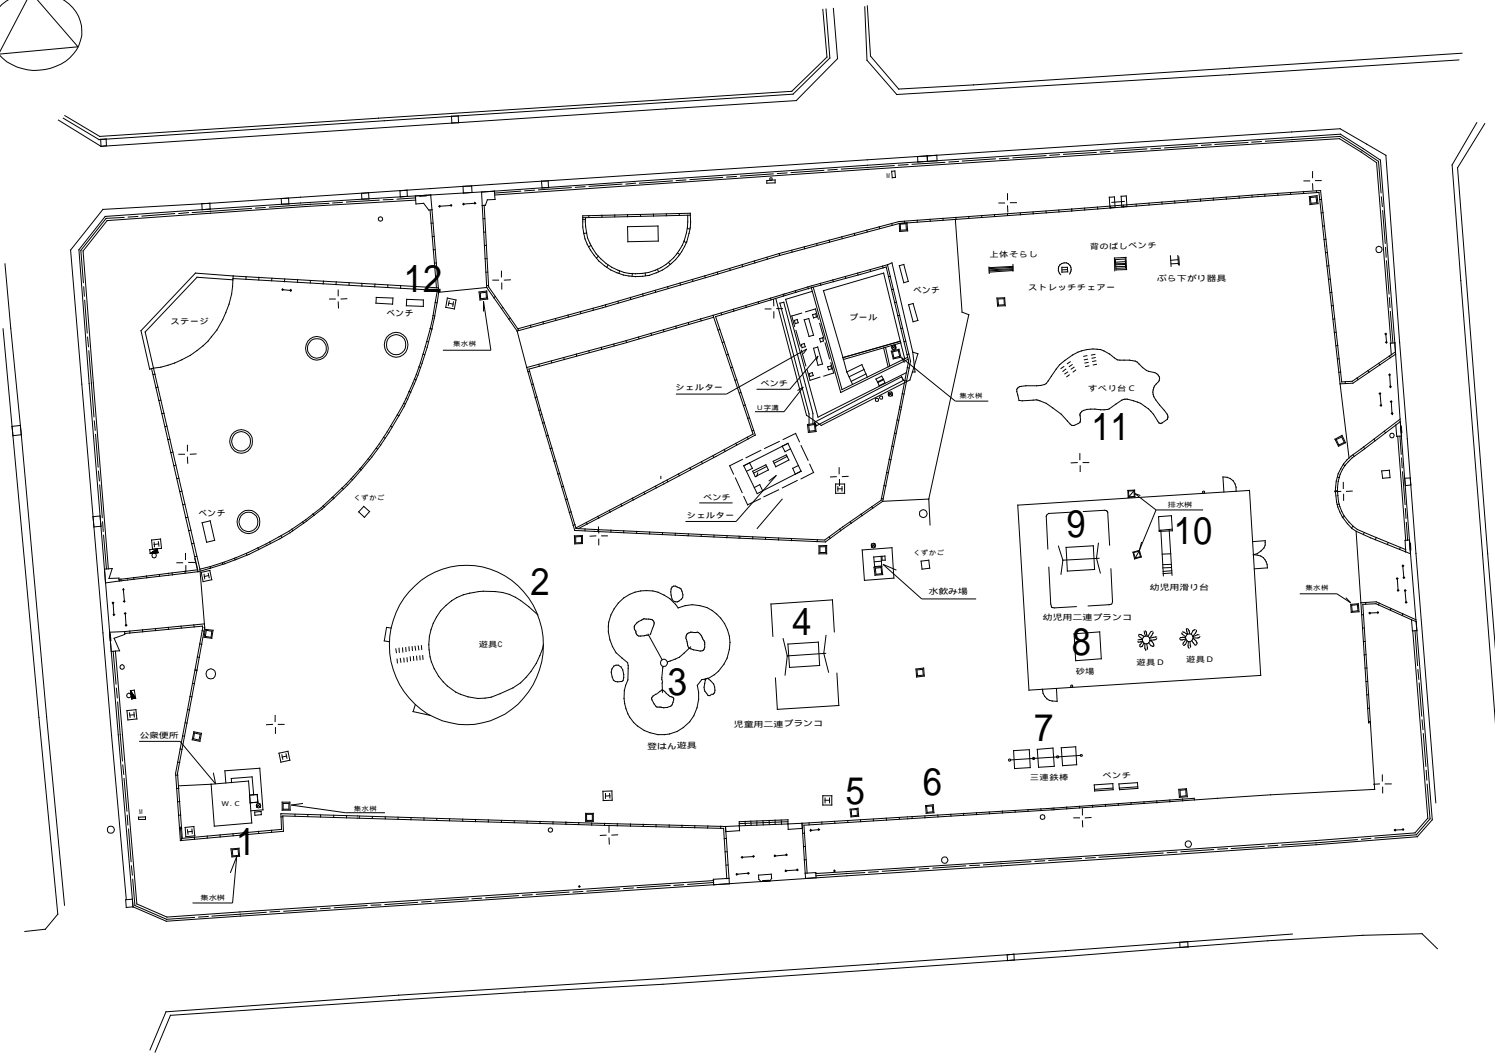 上体そらし
背のばしベンチ
ストレッチチェアー
ぶら下がり器具
12
ベンチ
ステージ
ベンチ
集水桝
プール
シェルター
ベンチ
U字溝
集水桝
すべり台C
11
ベンチ
シェルター
くずかご
ベンチ
排水桝
9
10
くずかご
水飲み場
幼児用滑り台
集水桝
幼児用二連ブランコ
2
遊具C
3
4
8
砂場
遊具D
遊具D
児童用二連ブランコ
登はん遊具
公衆便所
7
三連鉄棒
ベンチ
W.C
集水桝
5
6
1
集水桝